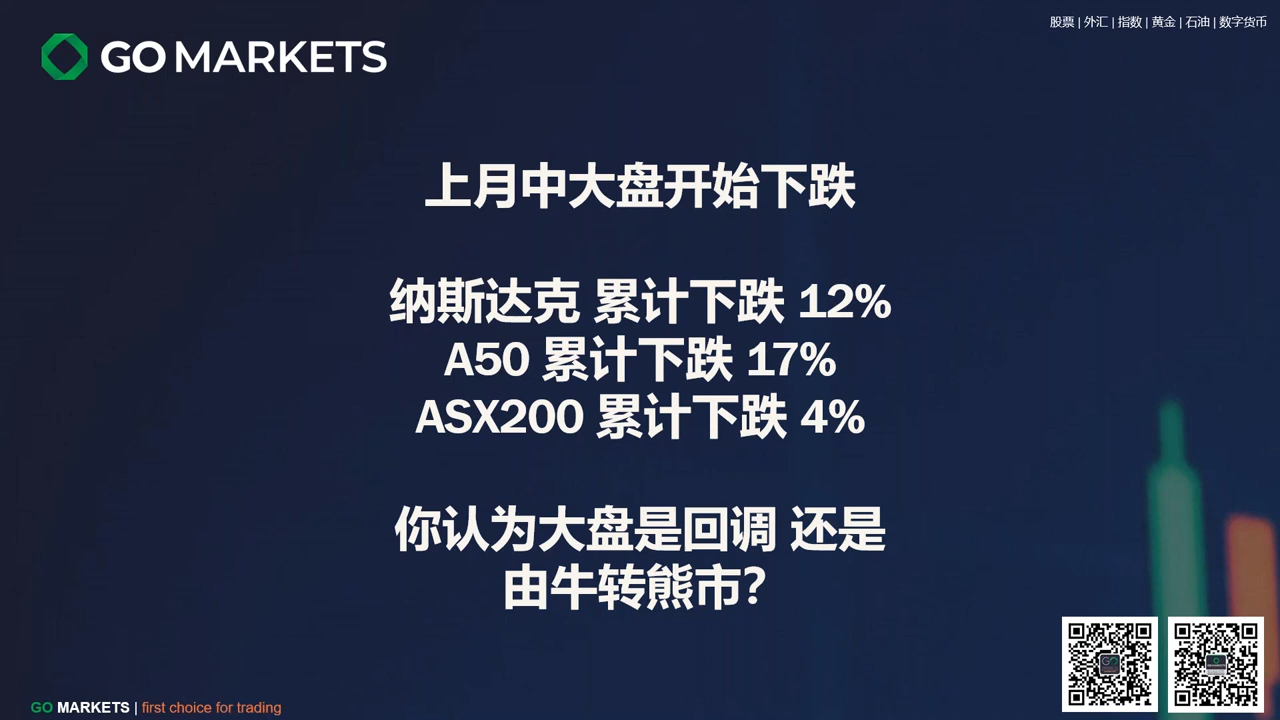 股票 | 外汇 | 指数 | 黄金 | 石油 | 数字货币
GO MARKETS
上月中大盘开始下跌
纳斯达克 累计下跌 12%
A50 累计下跌 17%
ASX200 累计下跌 4%
你认为大盘是回调 还是
由牛转熊市?
GO MARKETS | first choice for trading